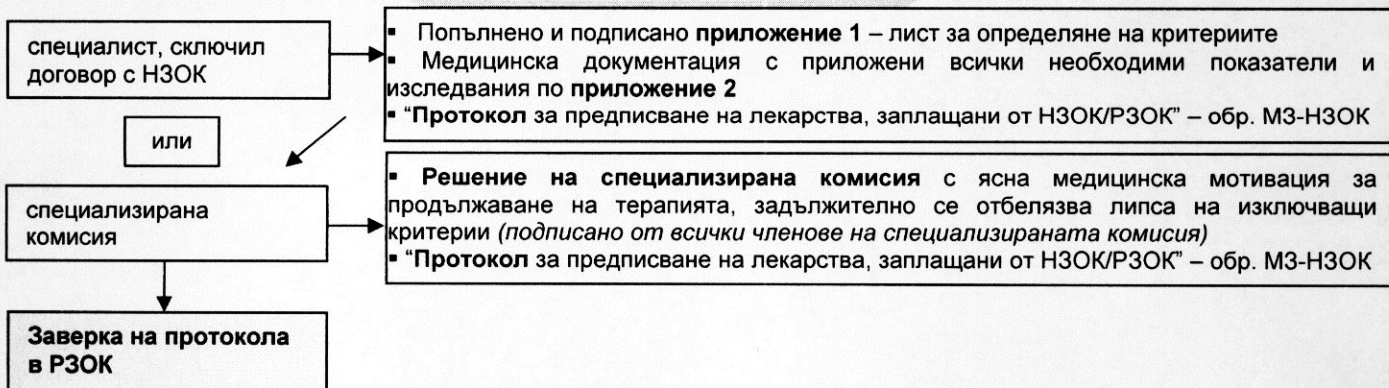 специалист, сключил
договор с НЗОК
▪ Попълнено и подписано приложение 1 – лист за определяне на критериите
▪ Медицинска документация с приложени всички необходими показатели и
изследвания по приложение 2
▪ “Протокол за предписване на лекарства, заплащани от НЗОК/РЗОК” – обр. МЗ-НЗОК
или
специализирана
комисия
▪ Решение на специализирана комисия с ясна медицинска мотивация за
продължаване на терапията, задължително се отбелязва липса на изключващи
критерии (подписано от всички членове на специализираната комисия)
▪ “Протокол за предписване на лекарства, заплащани от НЗОК/РЗОК” – обр. МЗ-НЗОК
Заверка на протокола
в РЗОК